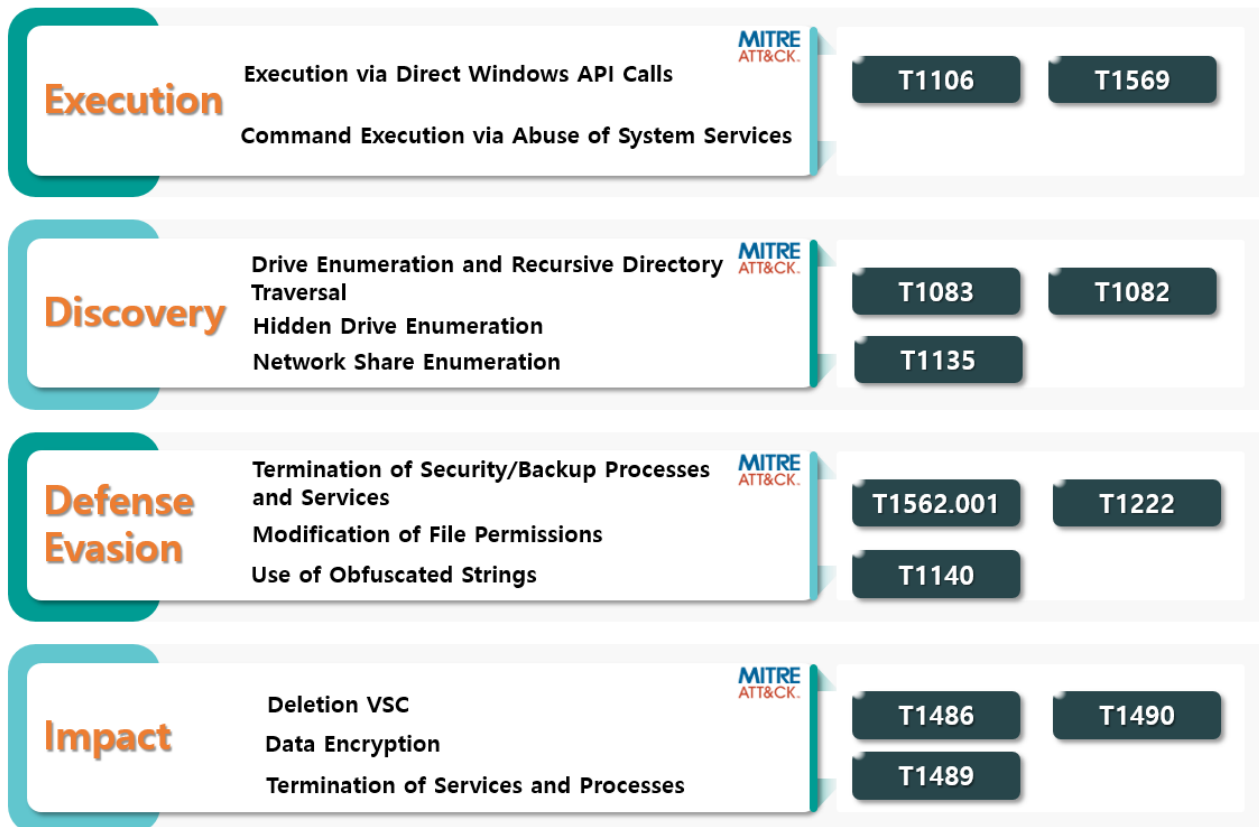 Execution
Execution via Direct Windows API Calls
Command Execution via Abuse of System Services
MITRE
ATT&CK.
T1106
T1569
Discovery
Drive Enumeration and Recursive Directory
Traversal
Hidden Drive Enumeration
Network Share Enumeration
MITRE
ATT&CK.
T1083
T1082
T1135
Defense
Evasion
Termination of Security/Backup Processes
and Services
Modification of File Permissions
Use of Obfuscated Strings
MITRE
ATT&CK.
T1562.001
T1222
T1140
Impact
Deletion VSC
Data Encryption
Termination of Services and Processes
MITRE
ATT&CK.
T1486
T1490
T1489